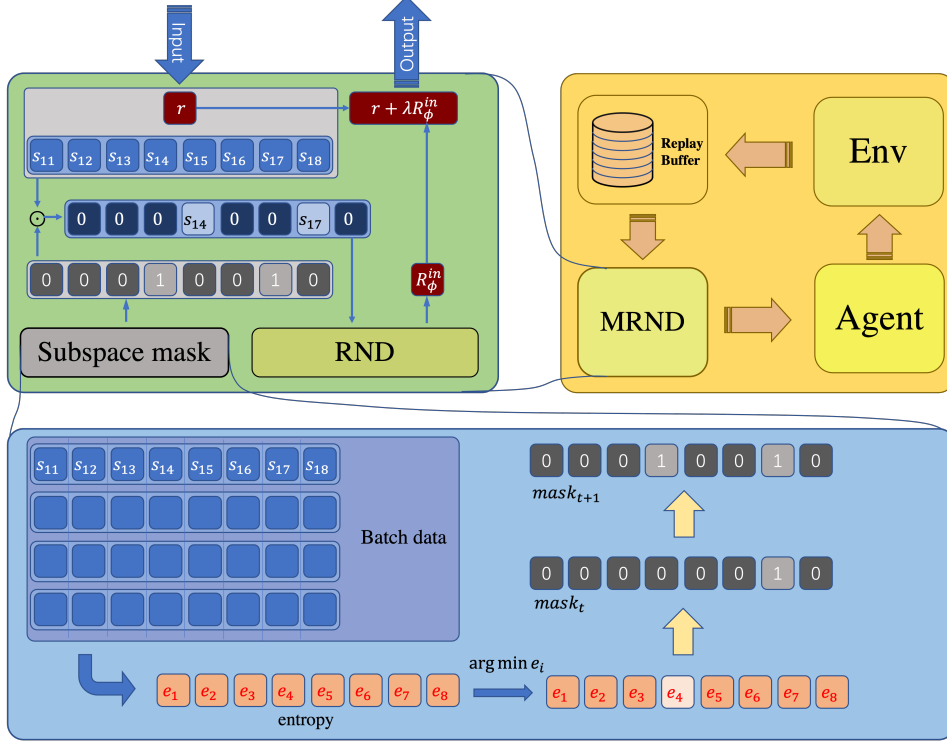 Input
Output
r
r + λR_ϕ^in
s₁₁ s₁₂ s₁₃ s₁₄ s₁₅ s₁₆ s₁₇ s₁₈
⊙
0 0 0 s₁₄ 0 0 s₁₇ 0
0 0 0 1 0 0 1 0
R_ϕ^in
Subspace mask
RND
Replay
Buffer
Env
MRND
Agent
s₁₁ s₁₂ s₁₃ s₁₄ s₁₅ s₁₆ s₁₇ s₁₈
Batch data
e₁ e₂ e₃ e₄ e₅ e₆ e₇ e₈
entropy
arg min eᵢ
e₁ e₂ e₃ e₄ e₅ e₆ e₇ e₈
0 0 0 0 0 0 1 0
maskₜ
0 0 0 1 0 0 1 0
maskₜ₊₁